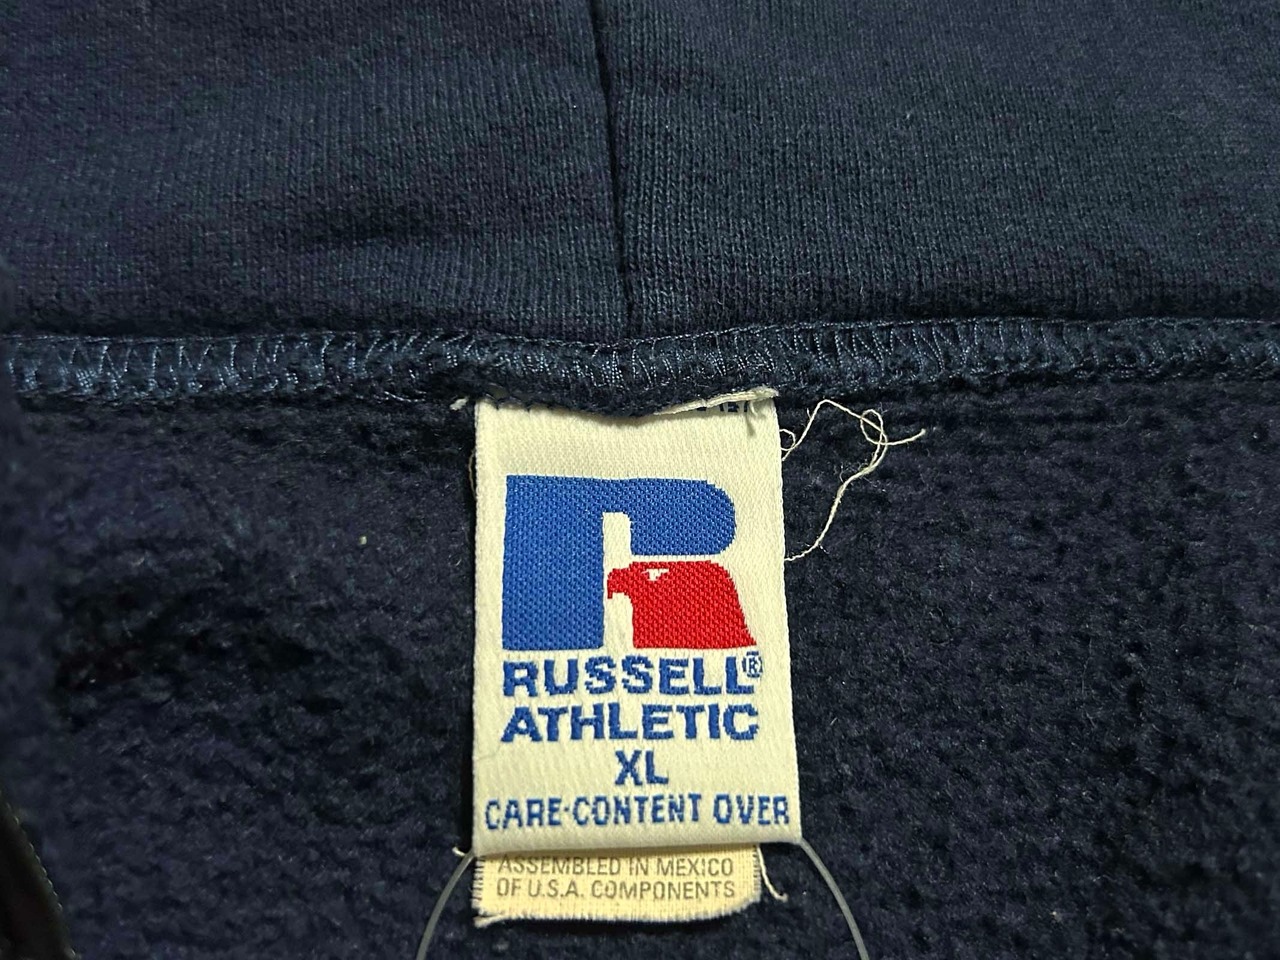 RUSSELL®
ATHLETIC
XL
CARE-CONTENT OVER
ASSEMBLED IN MEXICO
OF U.S.A. COMPONENTS